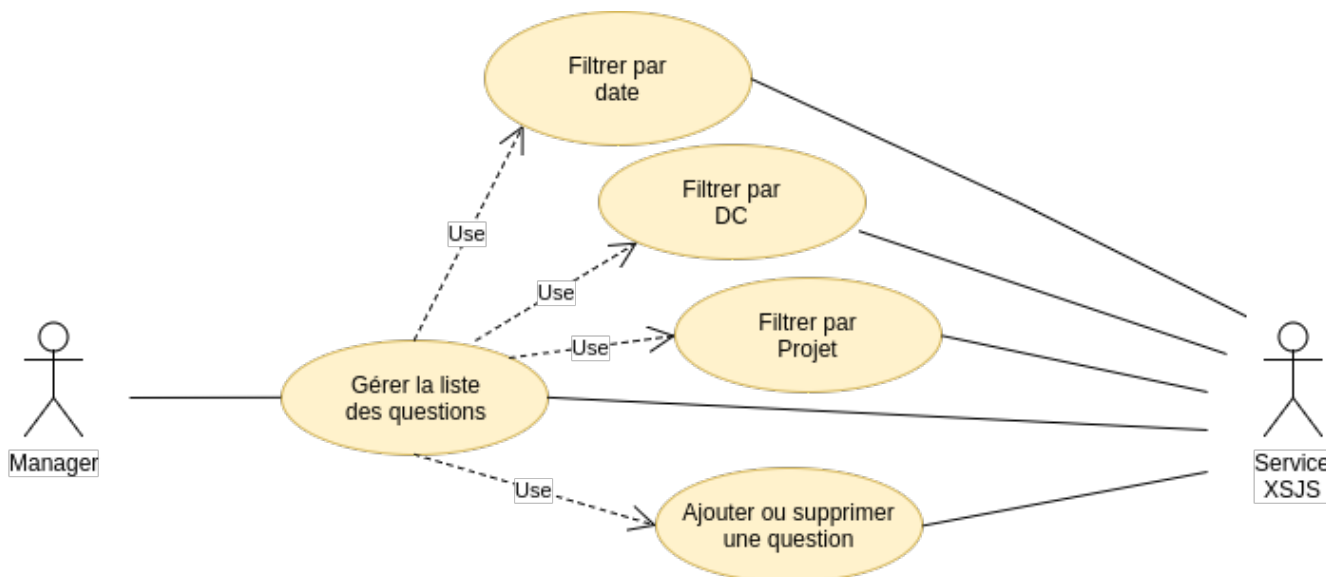 Filtrer par
date
Filtrer par
DC
Use
Use
Filtrer par
Projet
Use
Gérer la liste
des questions
Manager
Service
XSJS
Use
Ajouter ou supprimer
une question